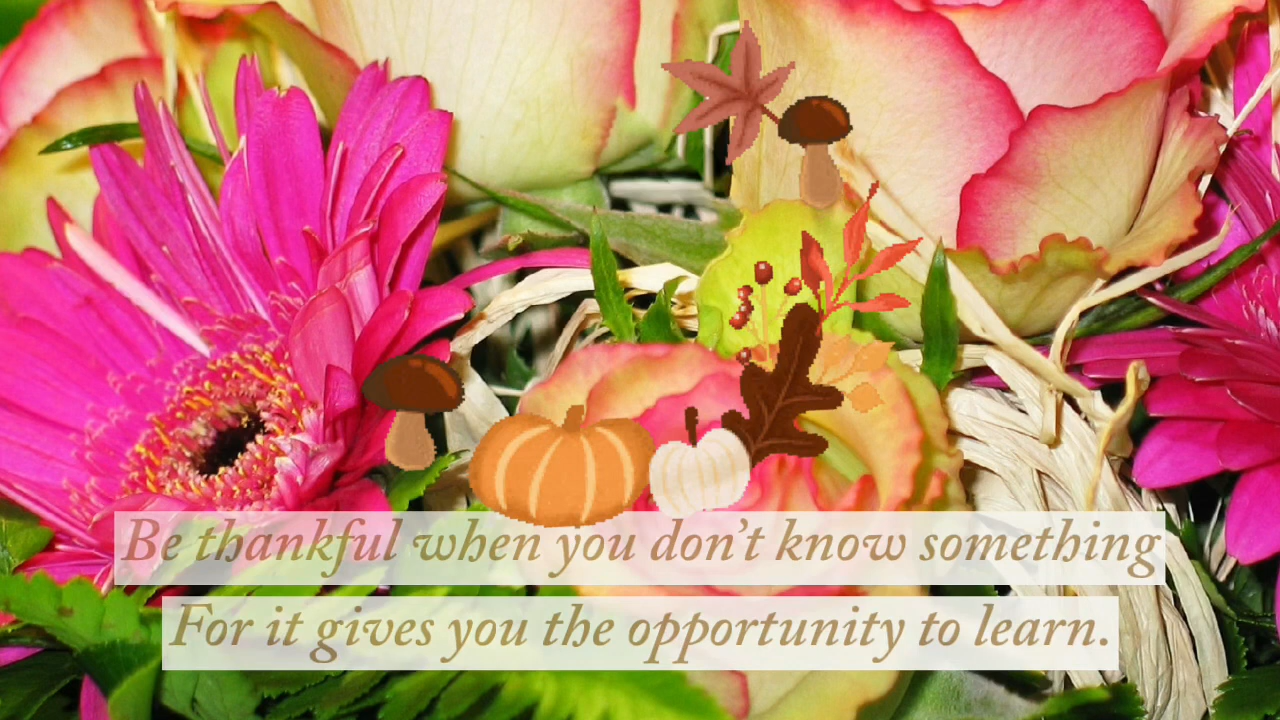 Be thankful when you don’t know something
For it gives you the opportunity to learn.